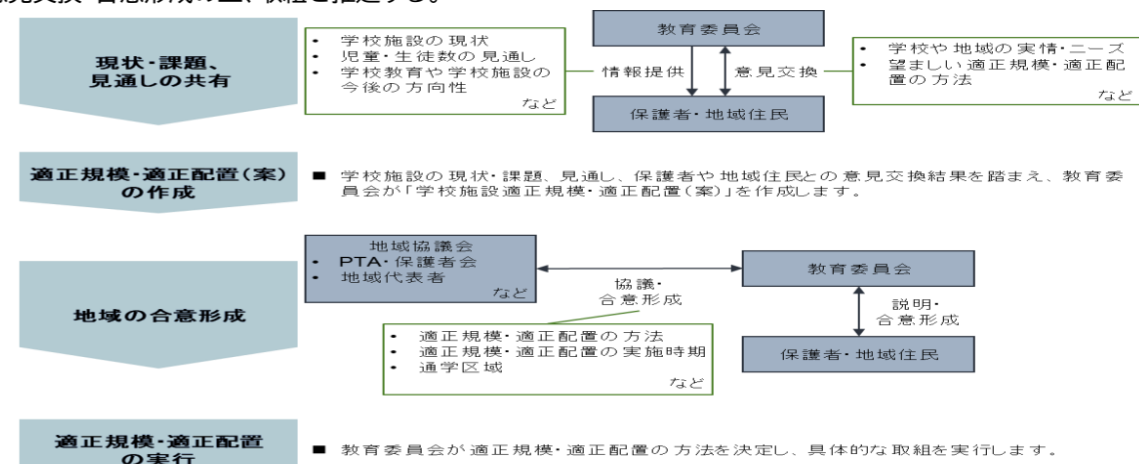 合意形成の上、取組を推進する。
現状・課題、
見通しの共有
• 学校施設の現状
• 児童・生徒数の見通し
• 学校教育や学校施設の
今後の方向性
など
教育委員会
情報提供
意見交換
保護者・地域住民
• 学校や地域の実情・ニーズ
• 望ましい適正規模・適正配
置の方法
など
適正規模・適正配置(案)
の作成
■ 学校施設の現状・課題、見通し、保護者や地域住民との意見交換結果を踏まえ、教育委
員会が「学校施設適正規模・適正配置(案)」を作成します。
地域の合意形成
地域協議会
• PTA・保護者会
• 地域代表者
など
協議・
合意形成
• 適正規模・適正配置の方法
• 適正規模・適正配置の実施時期
• 通学区域
など
教育委員会
説明・
合意形成
保護者・地域住民
適正規模・適正配置
の実行
■ 教育委員会が適正規模・適正配置の方法を決定し、具体的な取組を実行します。